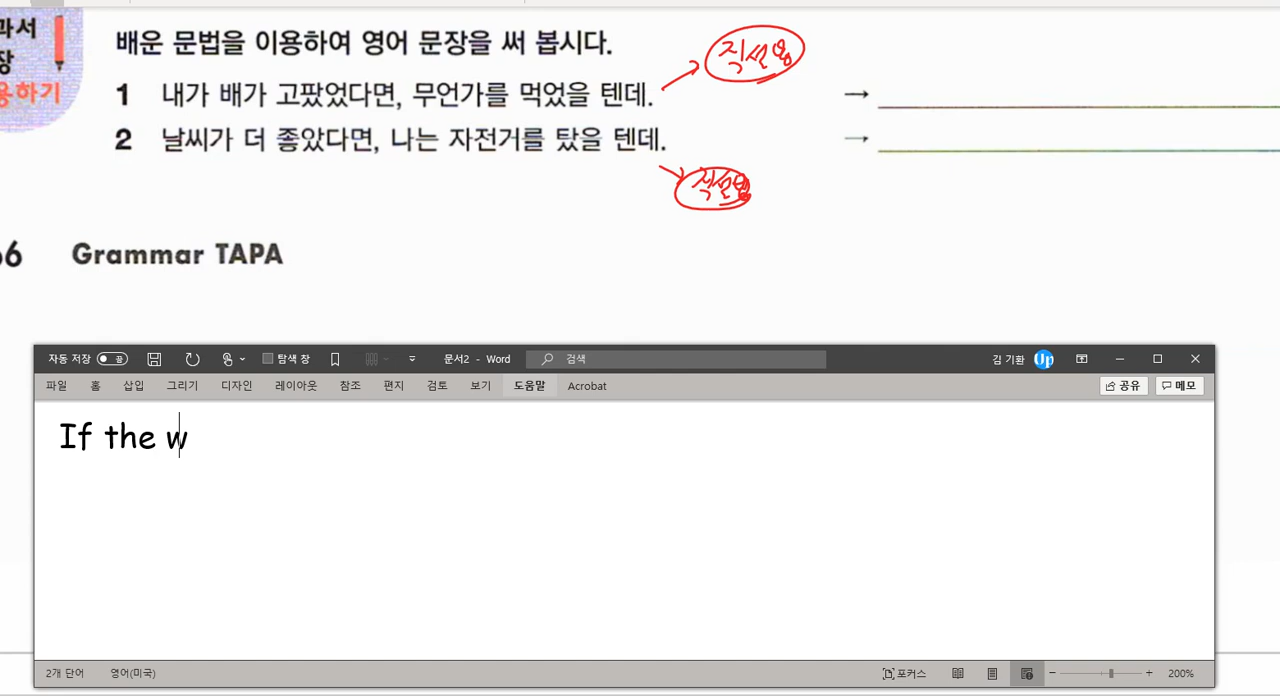 과서
장
용하기
배운 문법을 이용하여 영어 문장을 써 봅시다.
1 내가 배가 고팠었다면, 무언가를 먹었을 텐데. →
직설법
2 날씨가 더 좋았다면, 나는 자전거를 탔을 텐데. →
직설법
66 Grammar TAPA
자동 저장 끔 탐색 창 문서2 - Word 검색 김 기환 Up
파일 홈 삽입 그리기 디자인 레이아웃 참조 편지 검토 보기 도움말 Acrobat 공유 메모
If the w
2개 단어 영어(미국) 포커스 200%